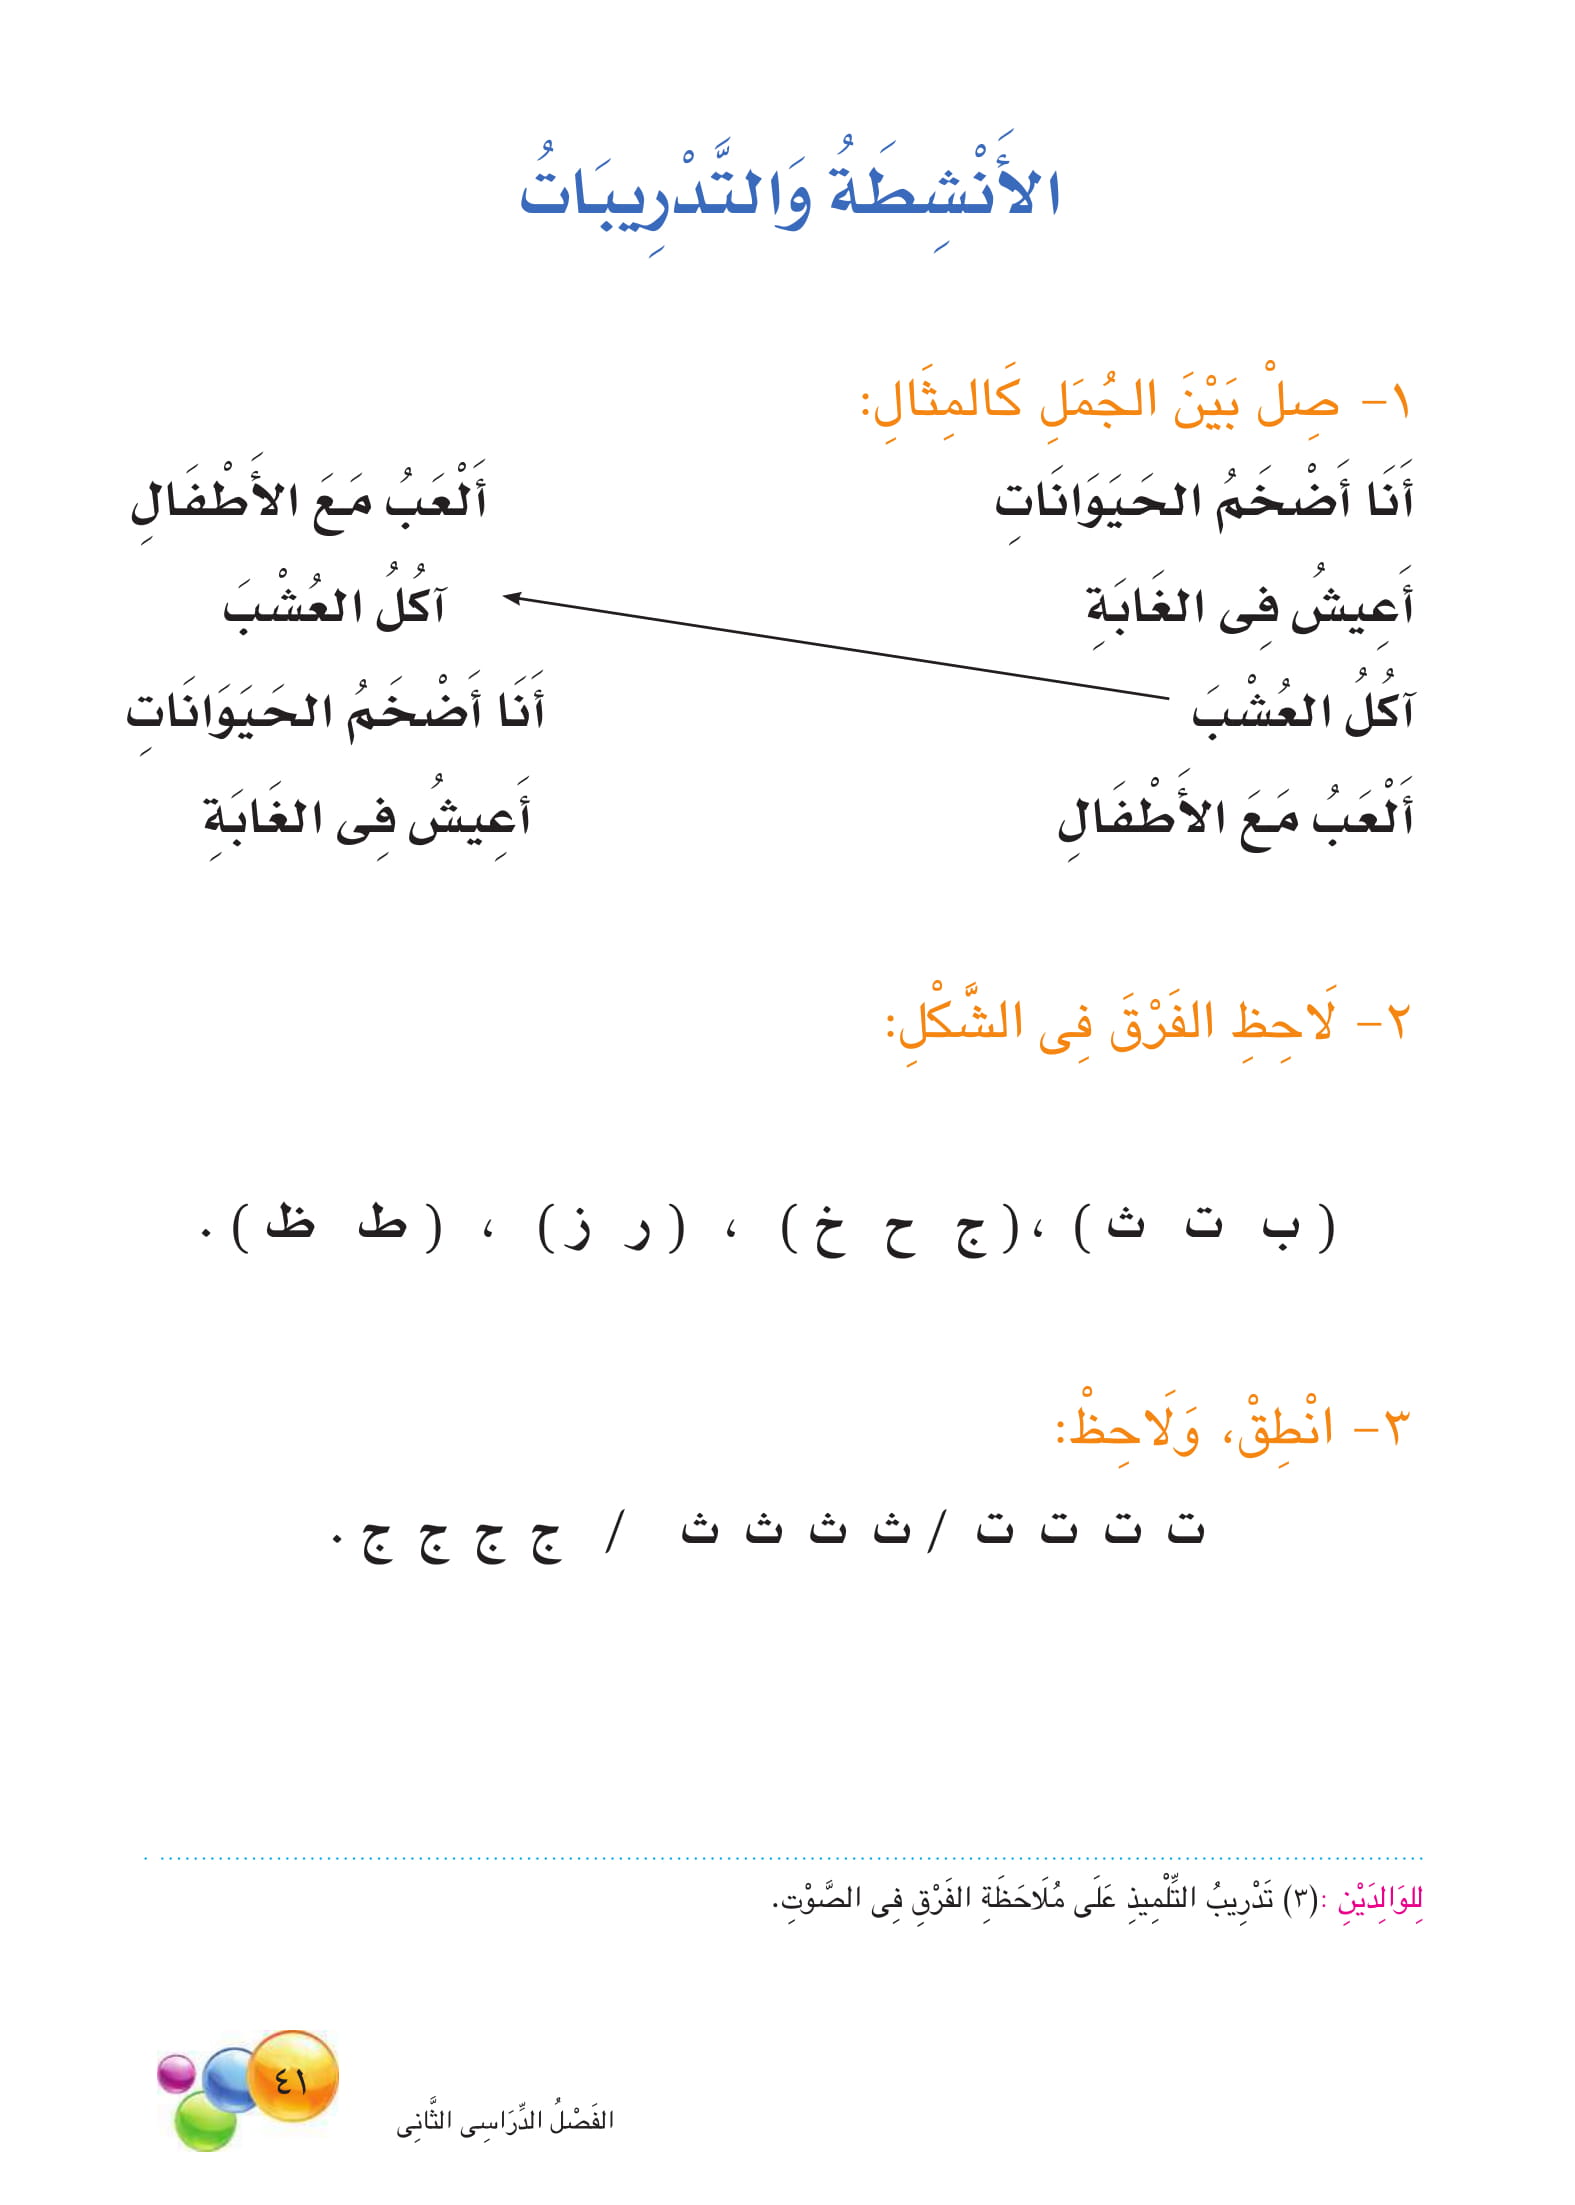 الأَنْشِطَةُ وَالتَّدْرِيبَاتُ
١- صِلْ بَيْنَ الجُمَلِ كَالمِثَالِ:
أَنَا أَضْخَمُ الحَيَوَانَاتِ أَلْعَبُ مَعَ الأَطْفَالِ
أَعِيشُ فِى الغَابَةِ آكُلُ العُشْبَ
آكُلُ العُشْبَ أَنَا أَضْخَمُ الحَيَوَانَاتِ
أَلْعَبُ مَعَ الأَطْفَالِ أَعِيشُ فِى الغَابَةِ
٢- لَاحِظِ الفَرْقَ فِى الشَّكْلِ:
( ب ت ث ) ، ( ج ح خ ) ، ( ر ز ) ، ( ط ظ ) .
٣- انْطِقْ، وَلَاحِظْ:
ت ت ت ت / ث ث ث ث / ج ج ج ج .
لِلوَالِدَيْنِ :(٣) تَدْرِيبُ التِّلْمِيذِ عَلَى مُلَاحَظَةِ الفَرْقِ فِى الصَّوْتِ.
٤١
الفَصْلُ الدِّرَاسِى الثَّانِى